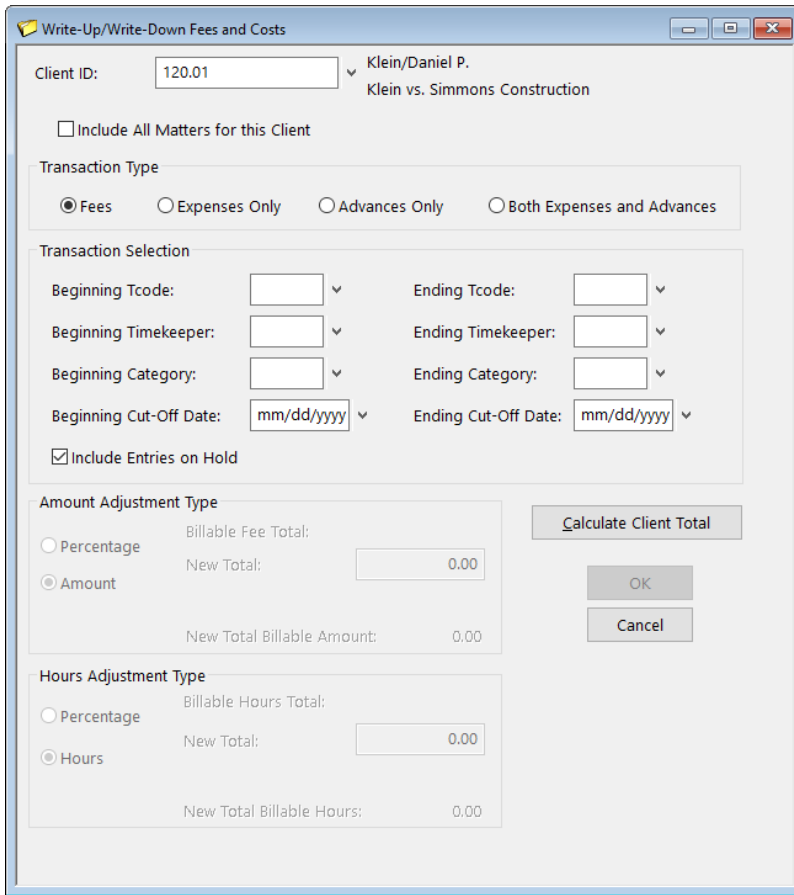 Write-Up/Write-Down Fees and Costs
Client ID: 120.01 Klein/Daniel P.
Klein vs. Simmons Construction
Include All Matters for this Client
Transaction Type
Fees Expenses Only Advances Only Both Expenses and Advances
Transaction Selection
Beginning Tcode: Ending Tcode:
Beginning Timekeeper: Ending Timekeeper:
Beginning Category: Ending Category:
Beginning Cut-Off Date: mm/dd/yyyy Ending Cut-Off Date: mm/dd/yyyy
Include Entries on Hold
Amount Adjustment Type
Billable Fee Total:
Percentage
New Total: 0.00
Amount
New Total Billable Amount: 0.00
Calculate Client Total
OK
Cancel
Hours Adjustment Type
Billable Hours Total:
Percentage
New Total: 0.00
Hours
New Total Billable Hours: 0.00